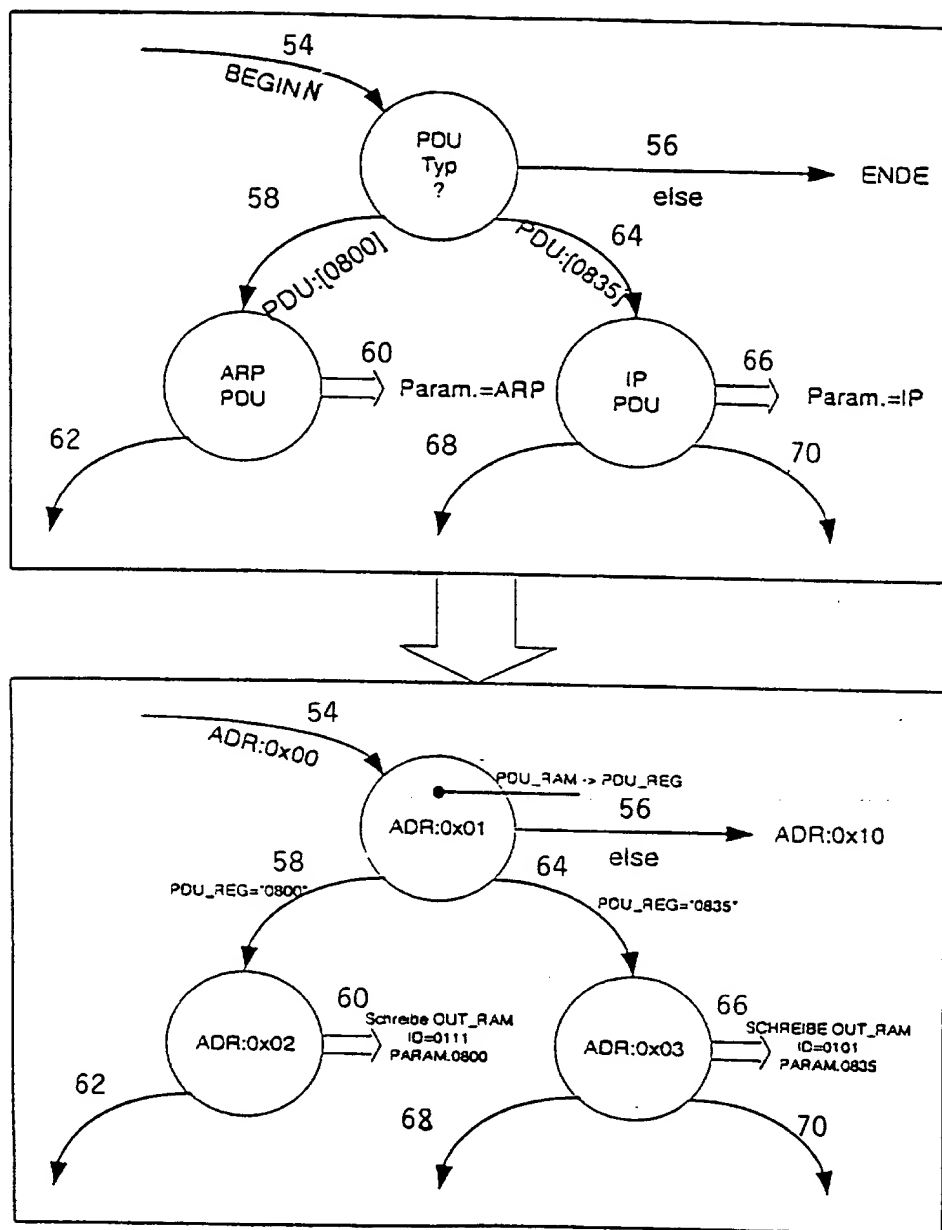 54
BEGINN
PDU
Typ
?
56
else
ENDE
58
PDU:[0800]
64
PDU:[0835]
ARP
PDU
60
Param.=ARP
IP
PDU
66
Param.=IP
62
68
70
54
ADR:0x00
PDU_RAM -> PDU_REG
ADR:0x01
56
else
ADR:0x10
58
PDU_REG="0800"
64
PDU_REG="0835"
ADR:0x02
60
Schreibe OUT_RAM
ID=0111
PARAM.0800
ADR:0x03
66
SCHREIBE OUT_RAM
ID=0101
PARAM.0835
62
68
70